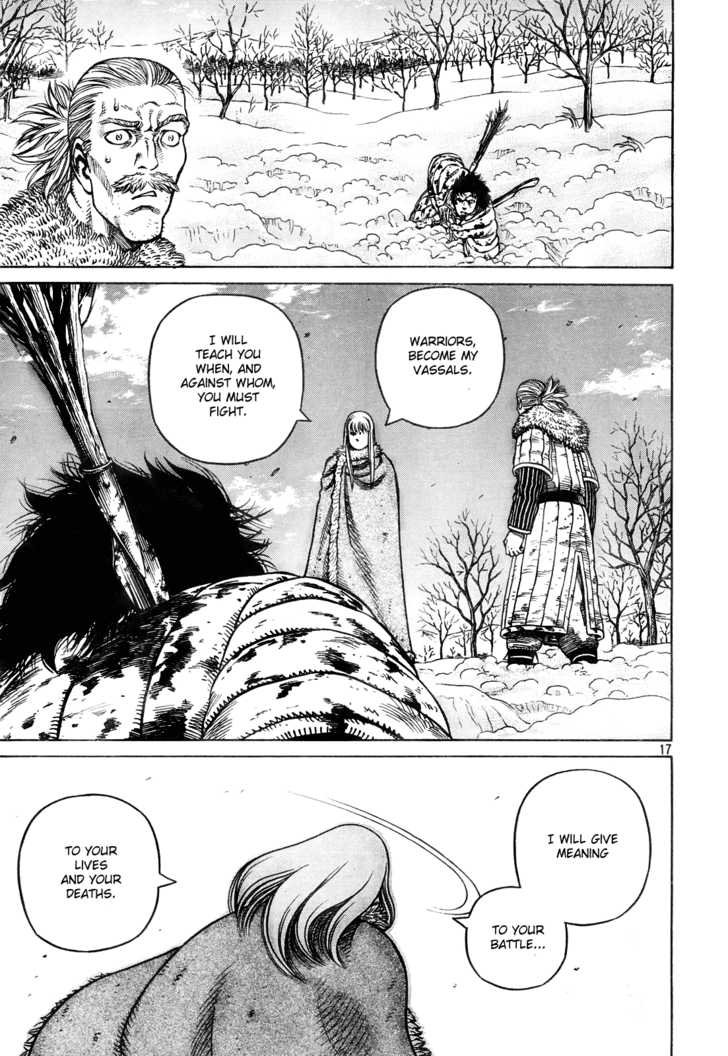 WARRIORS,
BECOME MY
VASSALS.
I WILL
TEACH YOU
WHEN, AND
AGAINST WHOM,
YOU MUST
FIGHT.
17
I WILL GIVE
MEANING
TO YOUR
BATTLE...
TO YOUR
LIVES
AND YOUR
DEATHS.